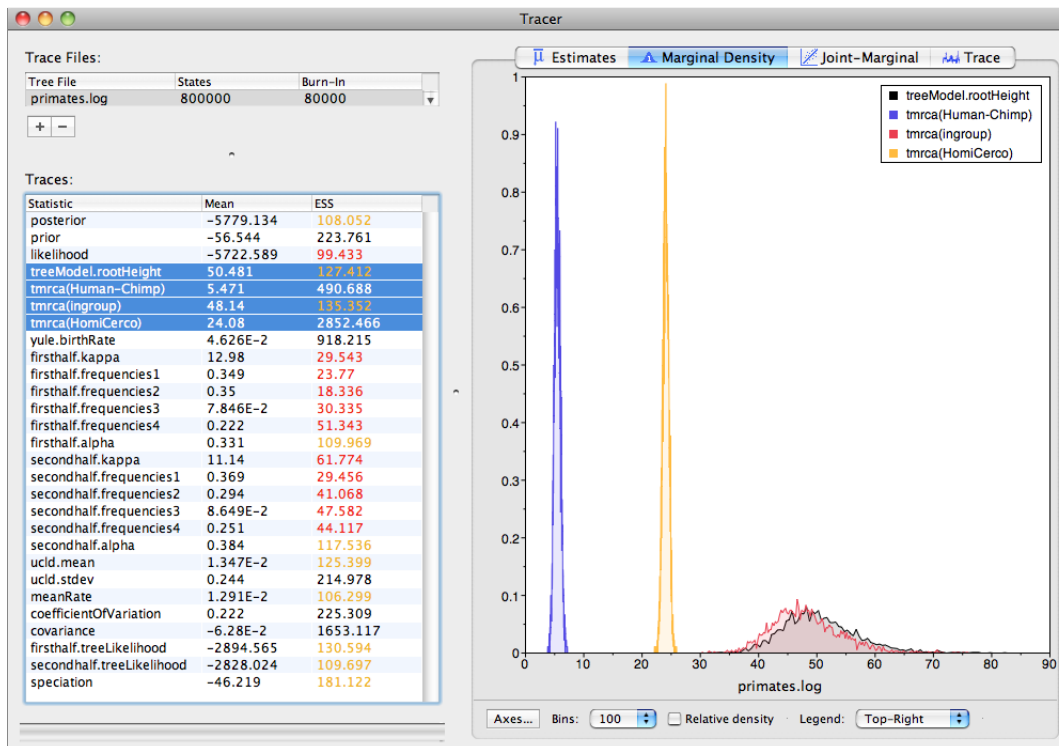 Tracer
Trace Files:
Tree File States Burn-In
primates.log 800000 80000
+ −
Traces:
Statistic Mean ESS
posterior -5779.134 108.052
prior -56.544 223.761
likelihood -5722.589 99.433
treeModel.rootHeight 50.481 127.412
tmrca(Human-Chimp) 5.471 490.688
tmrca(ingroup) 48.14 135.352
tmrca(HomiCerco) 24.08 2852.466
yule.birthRate 4.626E-2 918.215
firsthalf.kappa 12.98 29.543
firsthalf.frequencies1 0.349 23.77
firsthalf.frequencies2 0.35 18.336
firsthalf.frequencies3 7.846E-2 30.335
firsthalf.frequencies4 0.222 51.343
firsthalf.alpha 0.331 109.969
secondhalf.kappa 11.14 61.774
secondhalf.frequencies1 0.369 29.456
secondhalf.frequencies2 0.294 41.068
secondhalf.frequencies3 8.649E-2 47.582
secondhalf.frequencies4 0.251 44.117
secondhalf.alpha 0.384 117.536
ucld.mean 1.347E-2 125.399
ucld.stdev 0.244 214.978
meanRate 1.291E-2 106.299
coefficientOfVariation 0.222 225.309
covariance -6.28E-2 1653.117
firsthalf.treeLikelihood -2894.565 130.594
secondhalf.treeLikelihood -2828.024 109.697
speciation -46.219 181.122
μ Estimates Marginal Density Joint-Marginal Trace
treeModel.rootHeight
tmrca(Human-Chimp)
tmrca(ingroup)
tmrca(HomiCerco)
1
0.9
0.8
0.7
0.6
0.5
0.4
0.3
0.2
0.1
0
0 10 20 30 40 50 60 70 80 90
primates.log
Axes... Bins: 100 Relative density Legend: Top-Right